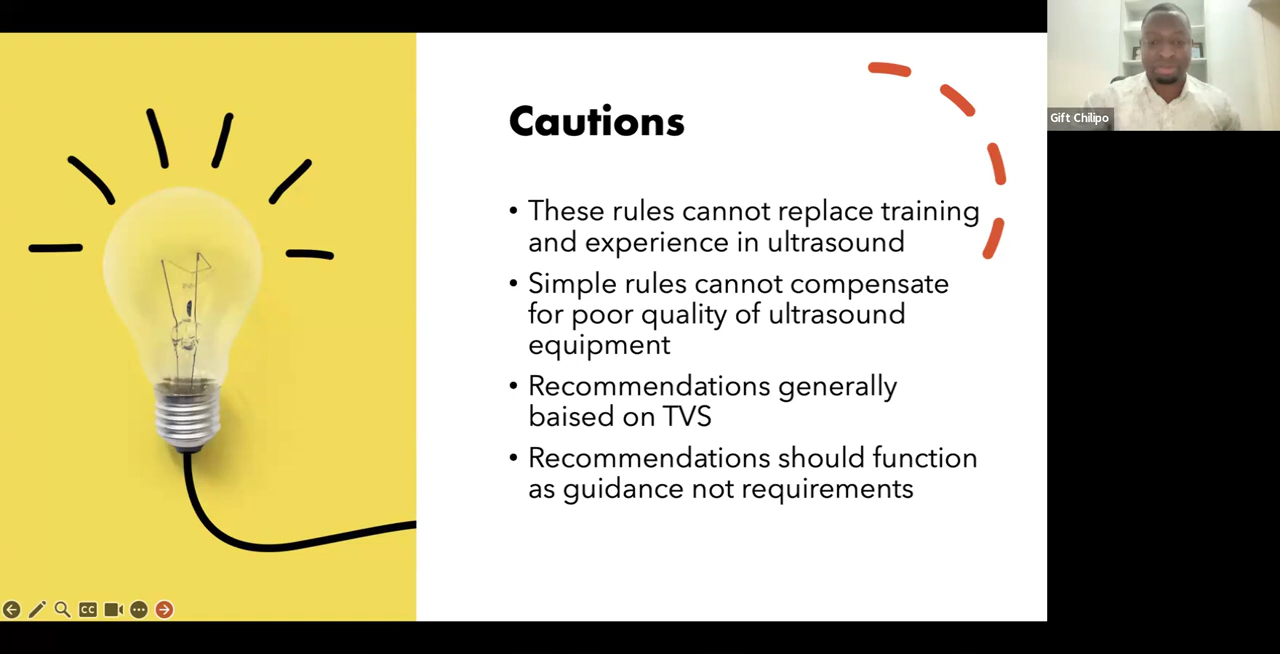 Cautions
• These rules cannot replace training
and experience in ultrasound
• Simple rules cannot compensate
for poor quality of ultrasound
equipment
• Recommendations generally
baised on TVS
• Recommendations should function
as guidance not requirements
Gift Chilipo
CC